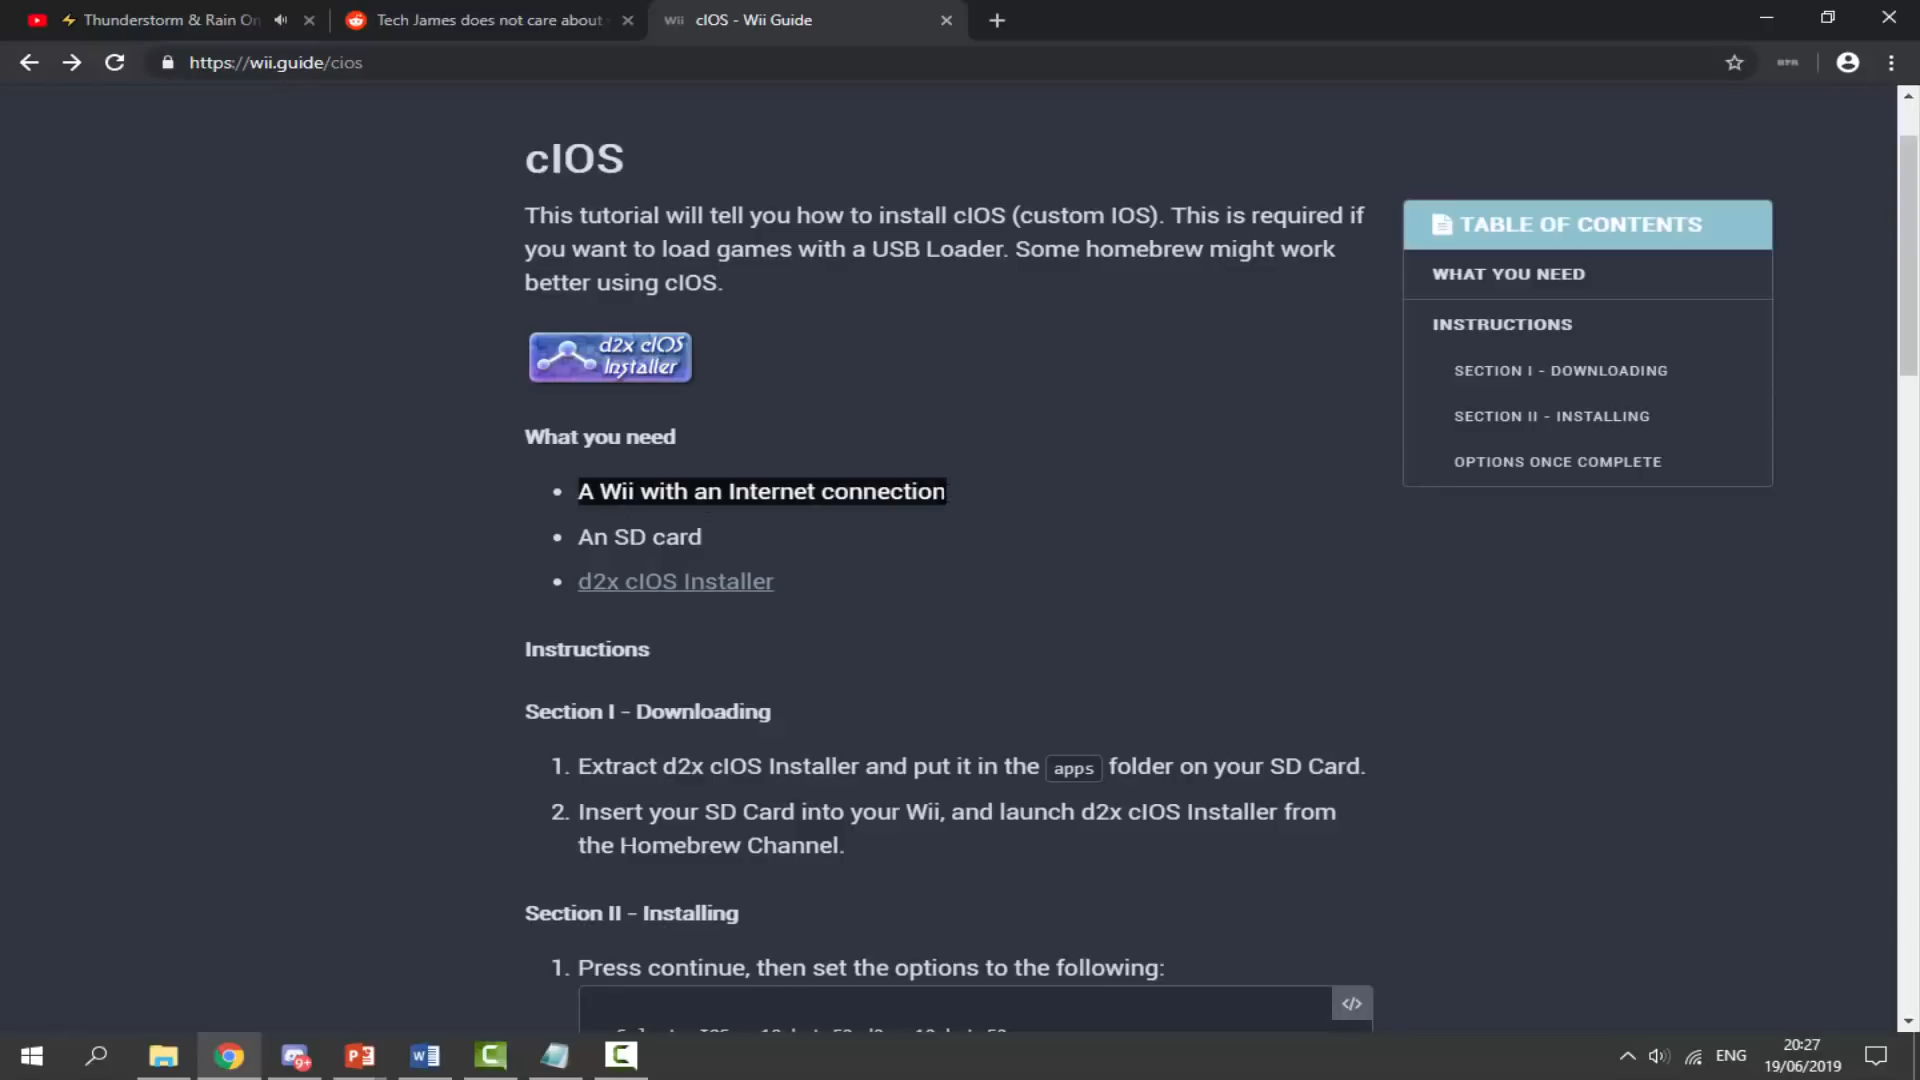 Thunderstorm & Rain On
Tech James does not care about
Wii cIOS - Wii Guide
https://wii.guide/cios
cIOS
This tutorial will tell you how to install cIOS (custom IOS). This is required if
you want to load games with a USB Loader. Some homebrew might work
better using cIOS.
d2x cIOS
Installer
TABLE OF CONTENTS
WHAT YOU NEED
INSTRUCTIONS
SECTION I - DOWNLOADING
SECTION II - INSTALLING
OPTIONS ONCE COMPLETE
What you need
• A Wii with an Internet connection
• An SD card
• d2x cIOS Installer
Instructions
Section I - Downloading
1. Extract d2x cIOS Installer and put it in the apps folder on your SD Card.
2. Insert your SD Card into your Wii, and launch d2x cIOS Installer from
the Homebrew Channel.
Section II - Installing
1. Press continue, then set the options to the following:
</>
9+
ENG
20:27
19/06/2019